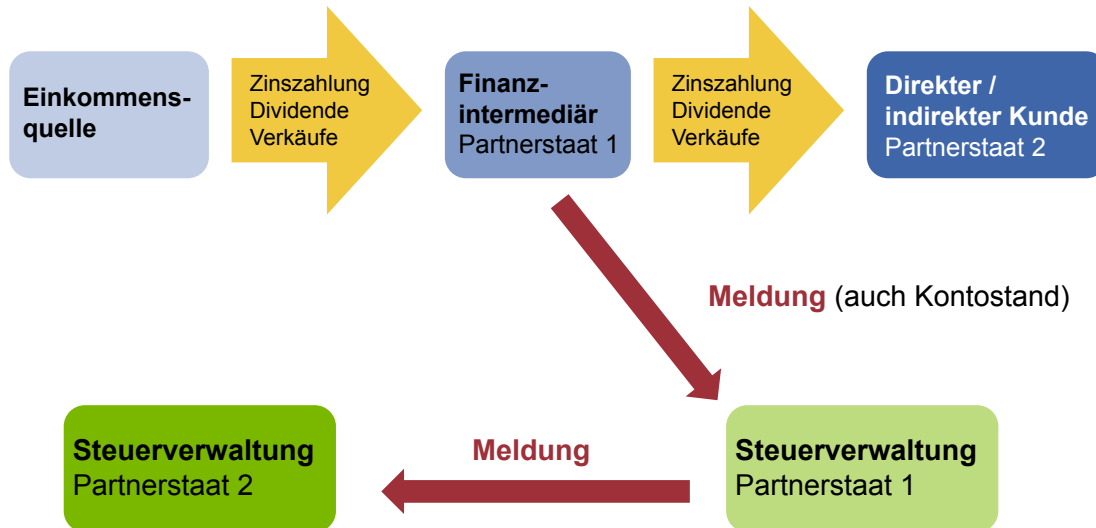 Einkommens-
quelle
Zinszahlung
Dividende
Verkäufe
Finanz-
intermediär
Partnerstaat 1
Zinszahlung
Dividende
Verkäufe
Direkter /
indirekter Kunde
Partnerstaat 2
Meldung (auch Kontostand)
Steuerverwaltung
Partnerstaat 2
Meldung
Steuerverwaltung
Partnerstaat 1